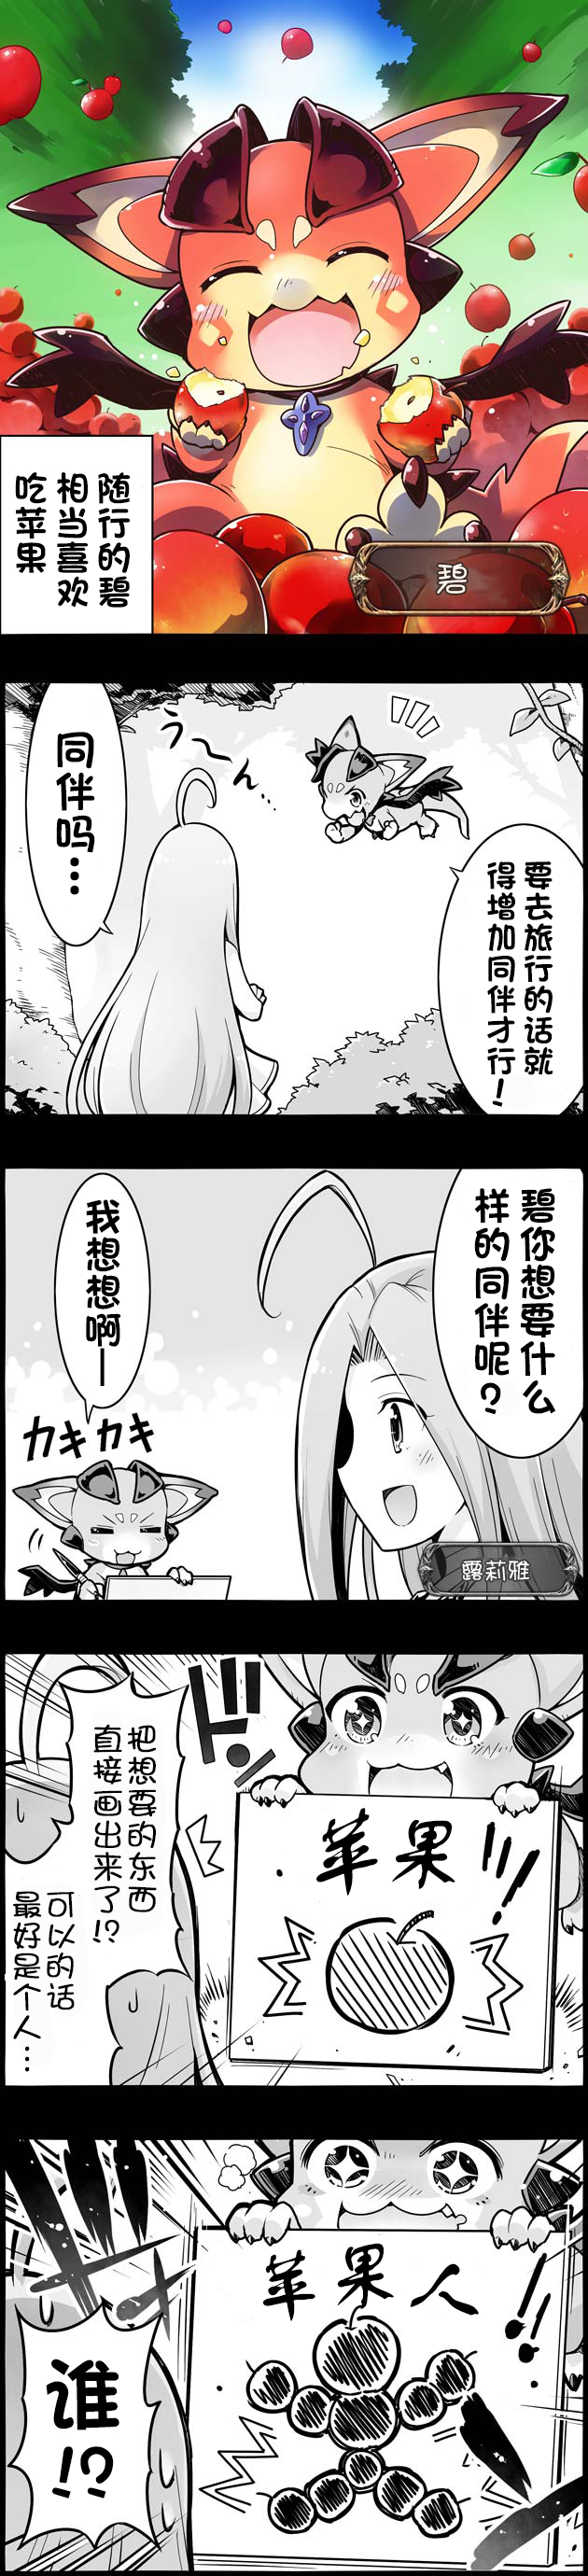 随行的碧
相当喜欢
吃苹果
碧
要去旅行的话就
得增加同伴才行！
う～ん…
同伴吗…
碧你想要什么
样的同伴呢？
我想想啊ー
カキカキ
露莉雅
ドドン
苹果!!
把想要的东西
直接画出来了!?
可以的话
最好是个人…
苹果人!!
谁!?